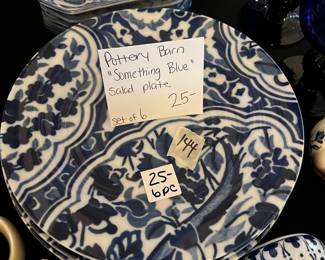 Pottery Barn
"Something Blue"
Salad plate
25-
set of 6
144
25-
6pc